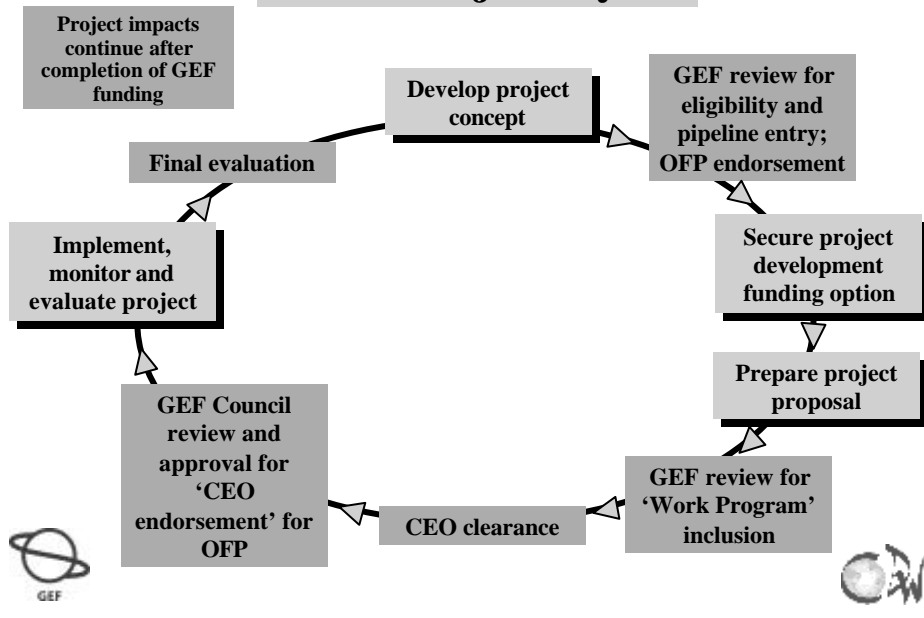 Project impacts
continue after
completion of GEF
funding
Develop project
concept
GEF review for
eligibility and
pipeline entry;
OFP endorsement
Secure project
development
funding option
Prepare project
proposal
GEF review for
‘Work Program’
inclusion
CEO clearance
GEF Council
review and
approval for
‘CEO
endorsement’ for
OFP
Implement,
monitor and
evaluate project
Final evaluation
GEF